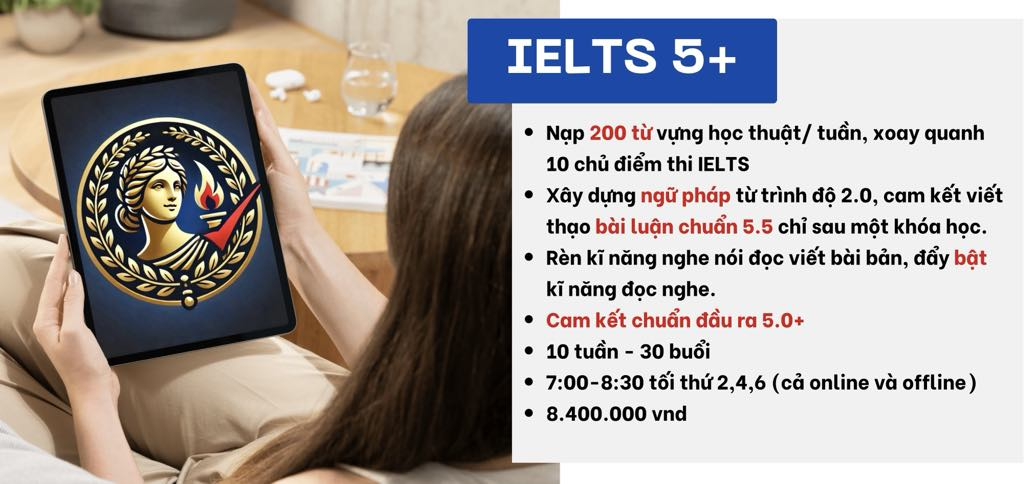 IELTS 5+
• Nạp 200 từ vựng học thuật/ tuần, xoay quanh
10 chủ điểm thi IELTS
• Xây dựng ngữ pháp từ trình độ 2.0, cam kết viết
thạo bài luận chuẩn 5.5 chỉ sau một khóa học.
• Rèn kĩ năng nghe nói đọc viết bài bản, đẩy bật
kĩ năng đọc nghe.
• Cam kết chuẩn đầu ra 5.0+
• 10 tuần - 30 buổi
• 7:00-8:30 tối thứ 2,4,6 (cả online và offline)
• 8.400.000 vnd